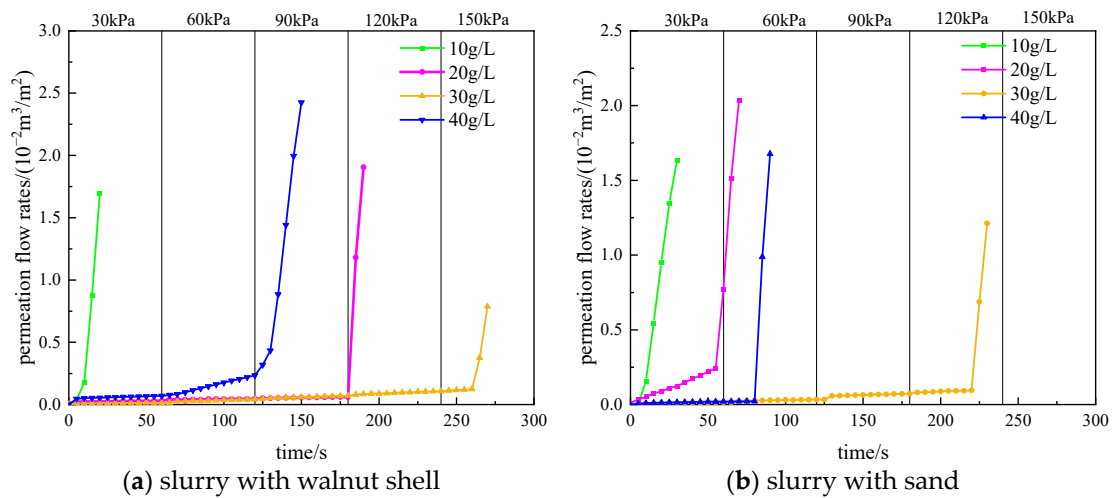 30kPa 60kPa 90kPa 120kPa 150kPa
3.0
2.5
2.0
1.5
1.0
0.5
0.0
permeation flow rates/(10⁻²m³/m²)
10g/L
20g/L
30g/L
40g/L
0 50 100 150 200 250 300
time/s
(a) slurry with walnut shell
30kPa 60kPa 90kPa 120kPa 150kPa
2.5
2.0
1.5
1.0
0.5
0.0
permeation flow rates/(10⁻²m³/m²)
10g/L
20g/L
30g/L
40g/L
0 50 100 150 200 250 300
time/s
(b) slurry with sand